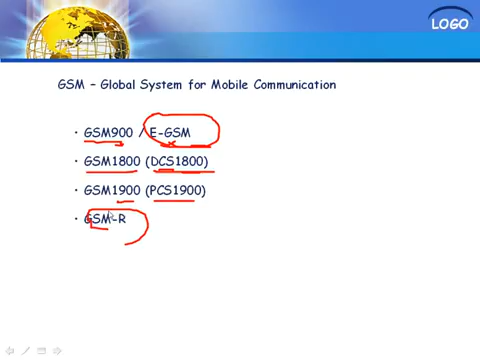 LOGO
GSM – Global System for Mobile Communication
• GSM900 / E-GSM
• GSM1800 (DCS1800)
• GSM1900 (PCS1900)
• GSM-R